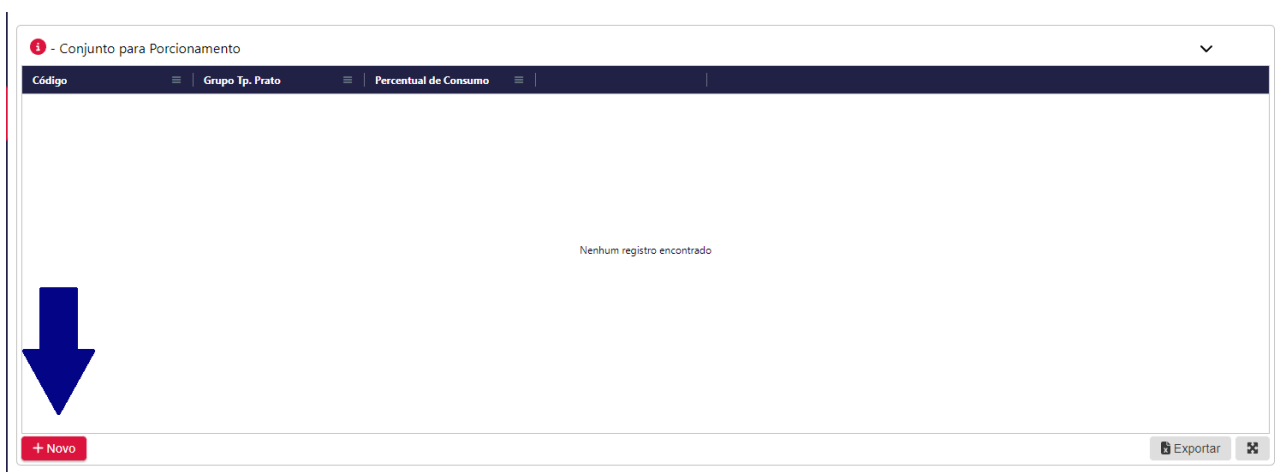 i - Conjunto para Porcionamento
Código Grupo Tp. Prato Percentual de Consumo
Nenhum registro encontrado
+ Novo Exportar